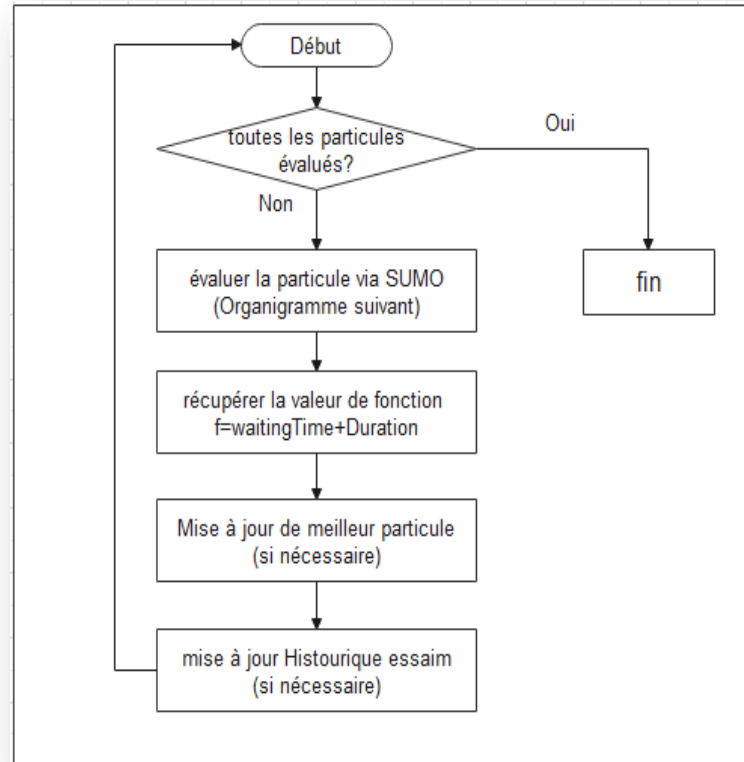 Début
toutes les particules
évalués?
Oui
Non
évaluer la particule via SUMO
(Organigramme suivant)
fin
récupérer la valeur de fonction
f=waitingTime+Duration
Mise à jour de meilleur particule
(si nécessaire)
mise à jour Histourique essaim
(si nécessaire)